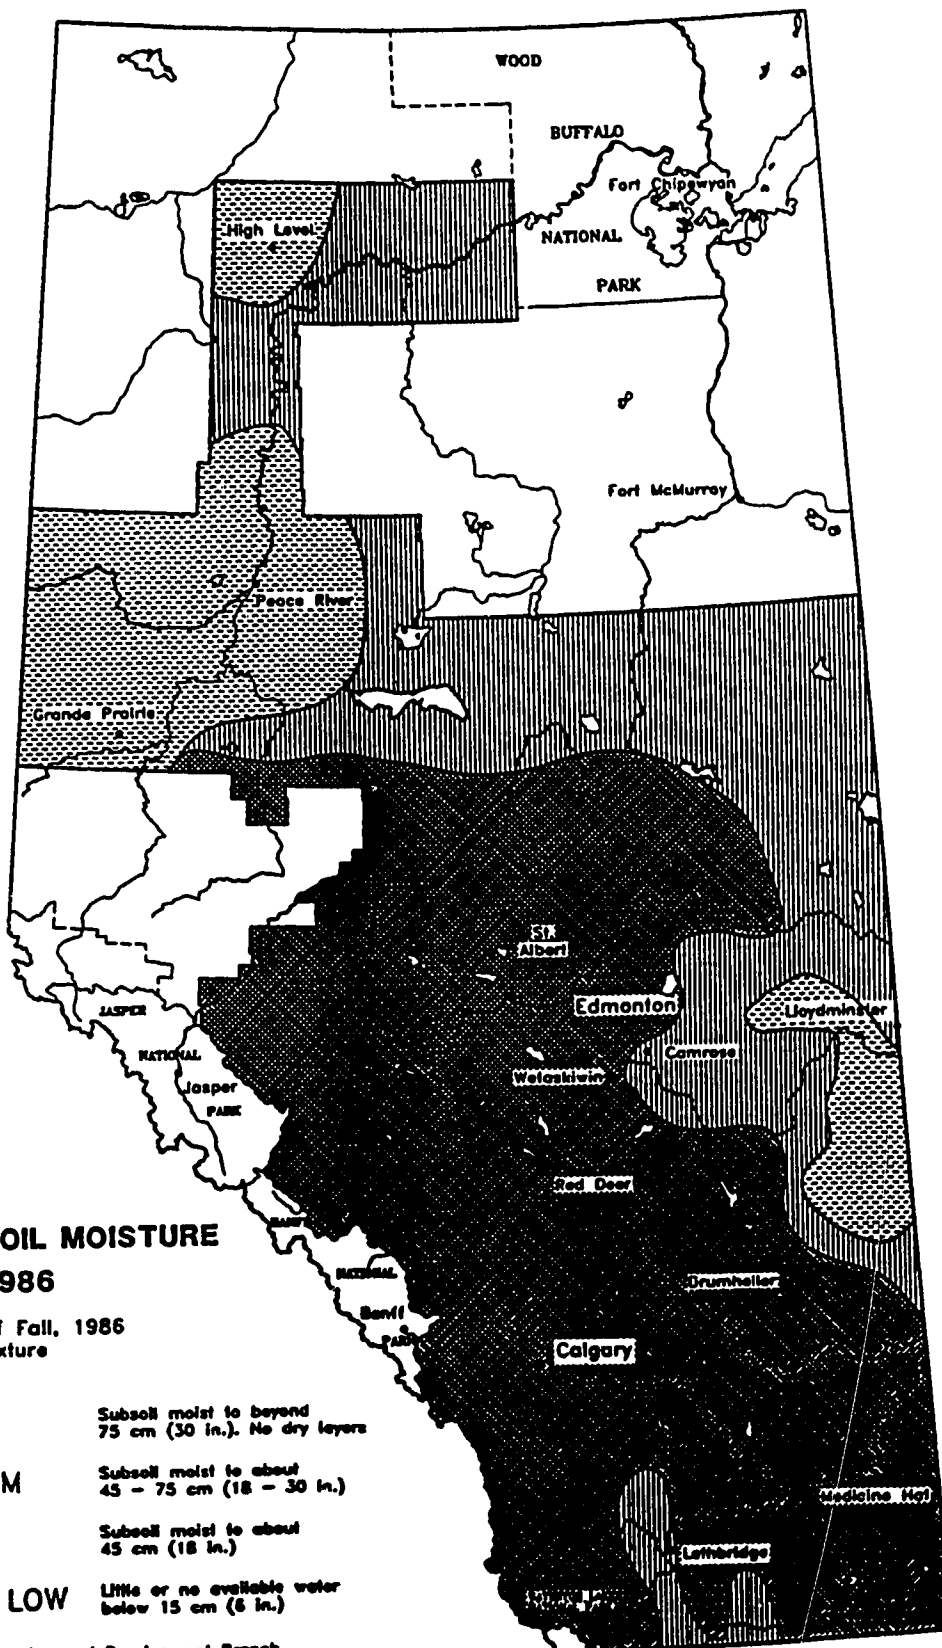 WOOD
BUFFALO
Fort Chipewyan
High Level
NATIONAL
PARK
Fort McMurray
Peace River
Grande Prairie
St.
Albert
Edmonton
Lloydminster
JASPER
Camrose
NATIONAL
Wetaskiwin
Jasper
PARK
Red Deer
BANFF
OIL MOISTURE
NATIONAL
Drumheller
986
Banff
f Fall, 1986
PARK
xture
Calgary
Subsoil moist to beyond
75 cm (30 in.). No dry layers
M
Subsoil moist to about
45 - 75 cm (18 - 30 in.)
Medicine Hat
Subsoil moist to about
45 cm (18 in.)
Lethbridge
LOW
Little or no available water
below 15 cm (6 in.)